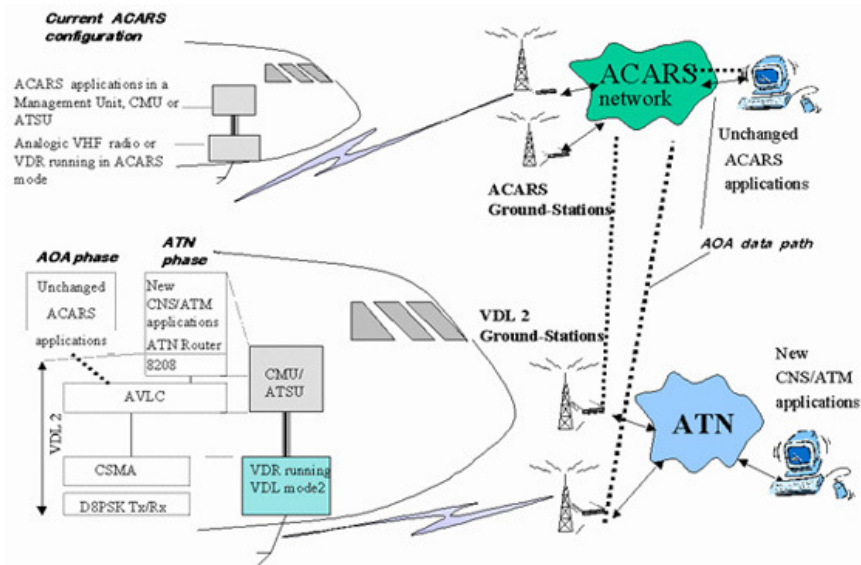 Current ACARS
configuration
ACARS applications in a
Management Unit, CMU or
ATSU
Analogic VHF radio or
VDR running in ACARS
mode
ACARS
network
Unchanged
ACARS
applications
ACARS
Ground-Stations
AOA data path
AOA phase
ATN
phase
Unchanged
ACARS
applications
New
CNS/ATM
applications
ATN Router
8208
AVLC
VDL 2
CSMA
D8PSK Tx/Rx
CMU/
ATSU
VDR running
VDL mode2
VDL 2
Ground-Stations
ATN
New
CNS/ATM
applications